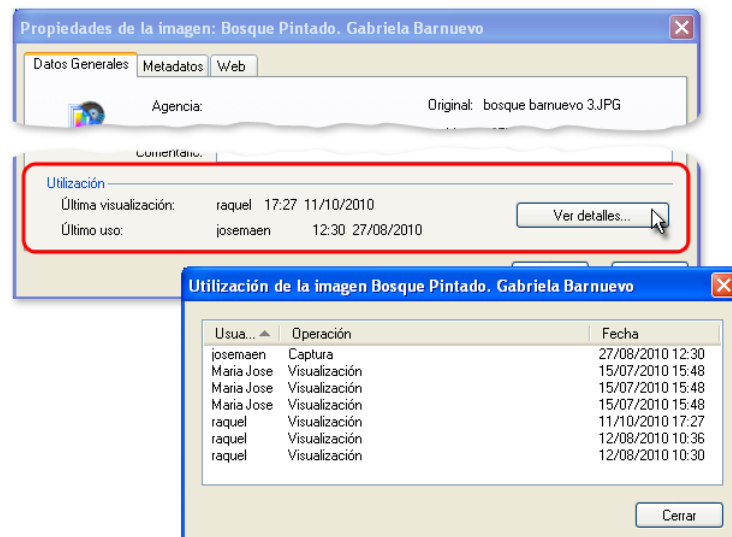 Propiedades de la imagen: Bosque Pintado. Gabriela Barnuevo
Datos Generales Metadatos Web
Agencia: Original: bosque barnuevo 3.JPG
Comentario:
Utilización
Última visualización: raquel 17:27 11/10/2010
Ver detalles...
Último uso: josemaen 12:30 27/08/2010
Utilización de la imagen Bosque Pintado. Gabriela Barnuevo
Usua... Operación Fecha
josemaen Captura 27/08/2010 12:30
Maria Jose Visualización 15/07/2010 15:48
Maria Jose Visualización 15/07/2010 15:48
Maria Jose Visualización 15/07/2010 15:48
raquel Visualización 11/10/2010 17:27
raquel Visualización 12/08/2010 10:36
raquel Visualización 12/08/2010 10:30
Cerrar